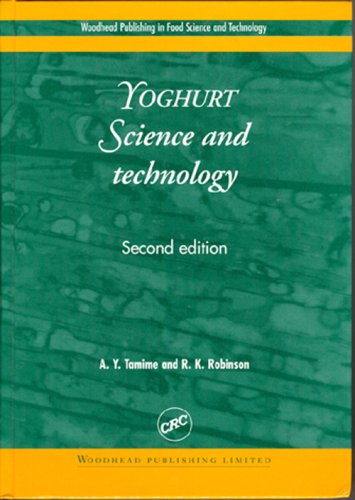 Woodhead Publishing in Food Science and Technology
YOGHURT
Science and
technology
Second edition
A. Y. Tamime and R. K. Robinson
CRC
WOODHEAD PUBLISHING LIMITED